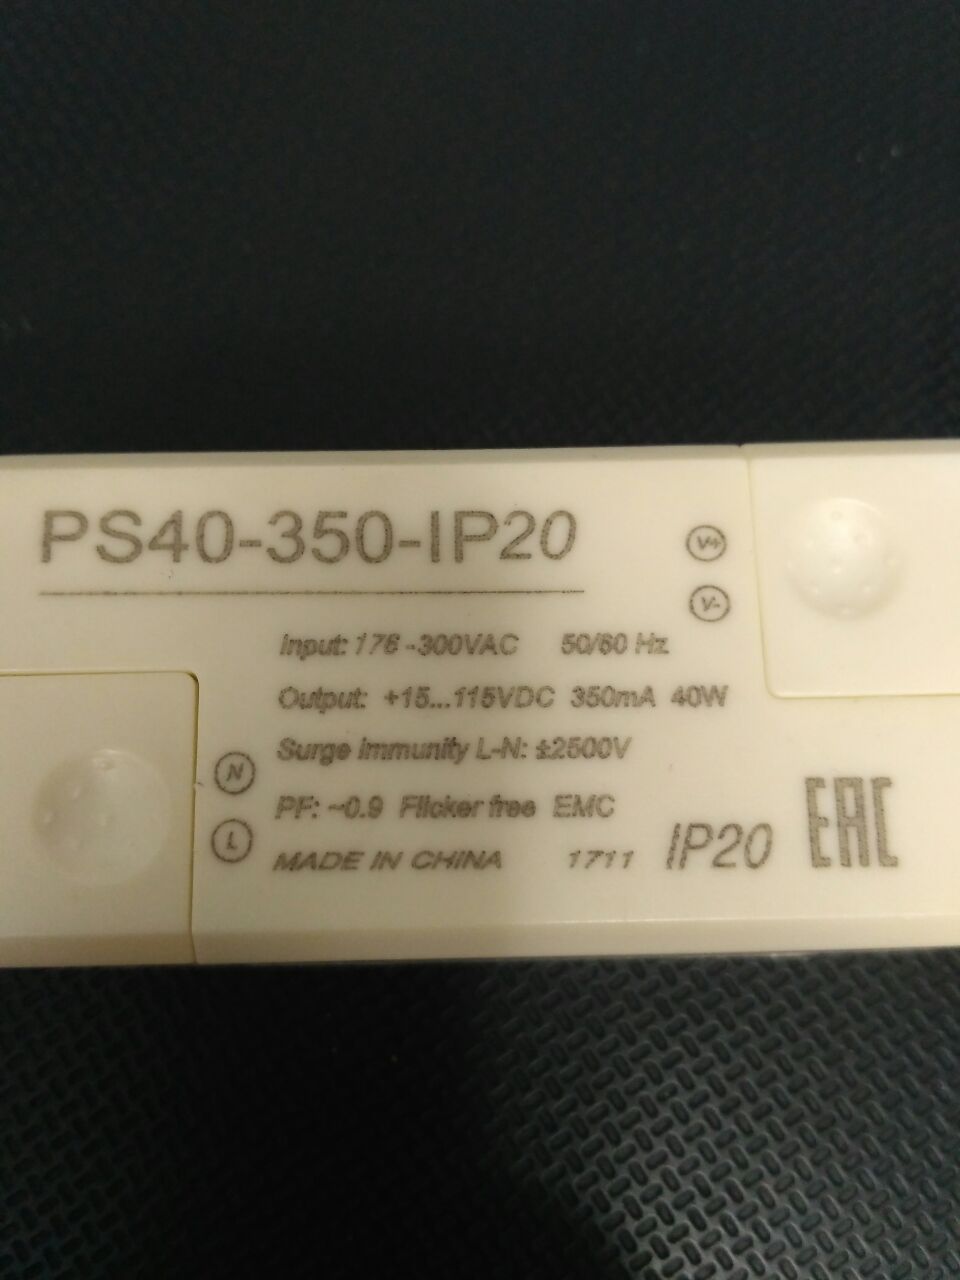 PS40-350-IP20
V+
V-
Input: 176-300VAC 50/60 Hz
Output: +15...115VDC 350mA 40W
Surge immunity L-N: ±2500V
N
PF: ~0.9 Flicker free EMC
L
MADE IN CHINA 1711 IP20 EAC